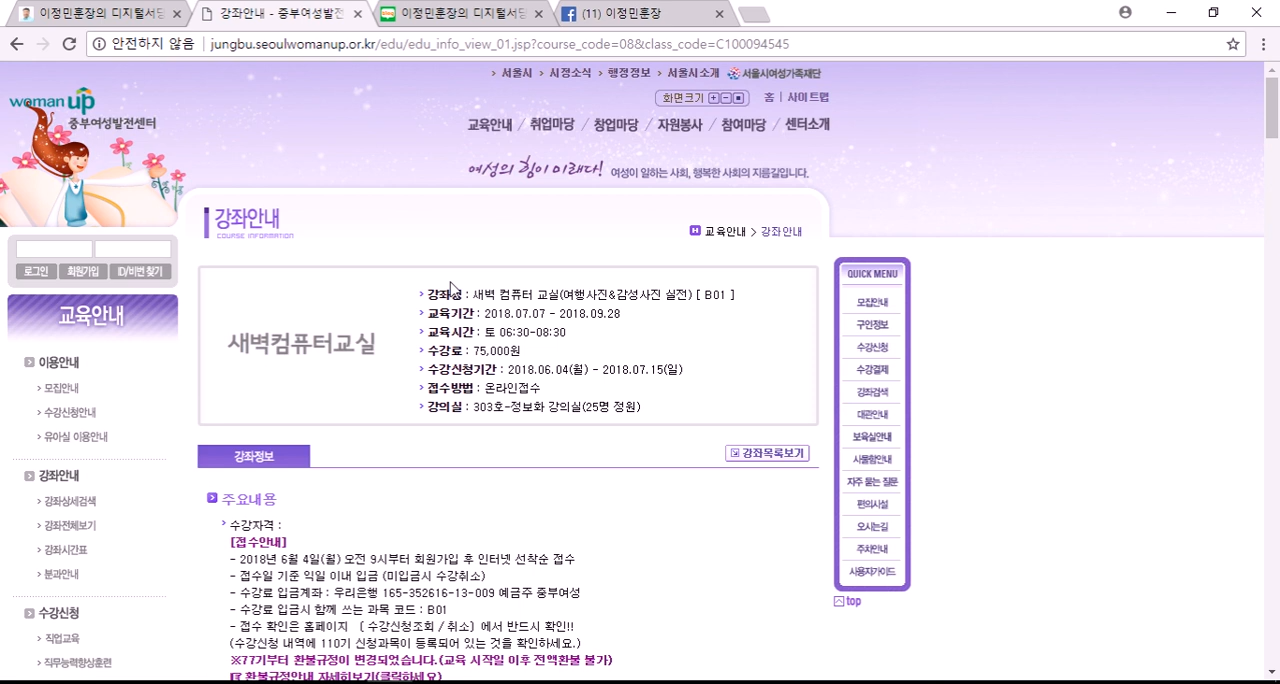 이정민훈장의 디지털서당
강좌안내 - 중부여성발전
이정민훈장의 디지털서당
(11) 이정민훈장
안전하지 않음 | jungbu.seoulwomanup.or.kr/edu/edu_info_view_01.jsp?course_code=08&class_code=C100094545
> 서울시 > 시정소식 > 행정정보 > 서울시소개 서울시여성가족재단
화면크기 홈 | 사이트맵
woman up
중부여성발전센터
교육안내 / 취업마당 / 창업마당 / 자원봉사 / 참여마당 / 센터소개
여성의 힘이 미래다! 여성이 일하는 사회, 행복한 사회의 지름길입니다.
강좌안내
COURSE INFORMATION
H 교육안내 > 강좌안내
로그인 회원가입 ID/비번 찾기
교육안내
이용안내
> 모집안내
> 수강신청안내
> 유아실 이용안내
강좌안내
> 강좌상세검색
> 강좌전체보기
> 강좌시간표
> 분과안내
수강신청
> 직업교육
> 직무능력향상훈련
새벽컴퓨터교실
> 강좌명 : 새벽 컴퓨터 교실(여행사진&감성사진 실전) [ B01 ]
> 교육기간 : 2018.07.07 - 2018.09.28
> 교육시간 : 토 06:30-08:30
> 수강료 : 75,000원
> 수강신청기간 : 2018.06.04(월) - 2018.07.15(일)
> 접수방법 : 온라인접수
> 강의실 : 303호-정보화 강의실(25명 정원)
강좌정보
강좌목록보기
주요내용
> 수강자격 :
[접수안내]
- 2018년 6월 4일(월) 오전 9시부터 회원가입 후 인터넷 선착순 접수
- 접수일 기준 익일 이내 입금 (미입금시 수강취소)
- 수강료 입금계좌 : 우리은행 165-352616-13-009 예금주 중부여성
- 수강료 입금시 함께 쓰는 과목 코드 : B01
- 접수 확인은 홈페이지 〔 수강신청조회 / 취소〕에서 반드시 확인!!
(수강신청 내역에 110기 신청과목이 등록되어 있는 것을 확인하세요.)
※77기부터 환불규정이 변경되었습니다.(교육 시작일 이후 전액환불 불가)
☞ 환불규정안내 자세히보기(클릭하세요)
QUICK MENU
모집안내
구인정보
수강신청
수강결제
강좌검색
대관안내
보육실안내
사물함안내
자주 묻는 질문
편의시설
오시는길
주차안내
사용자가이드
top